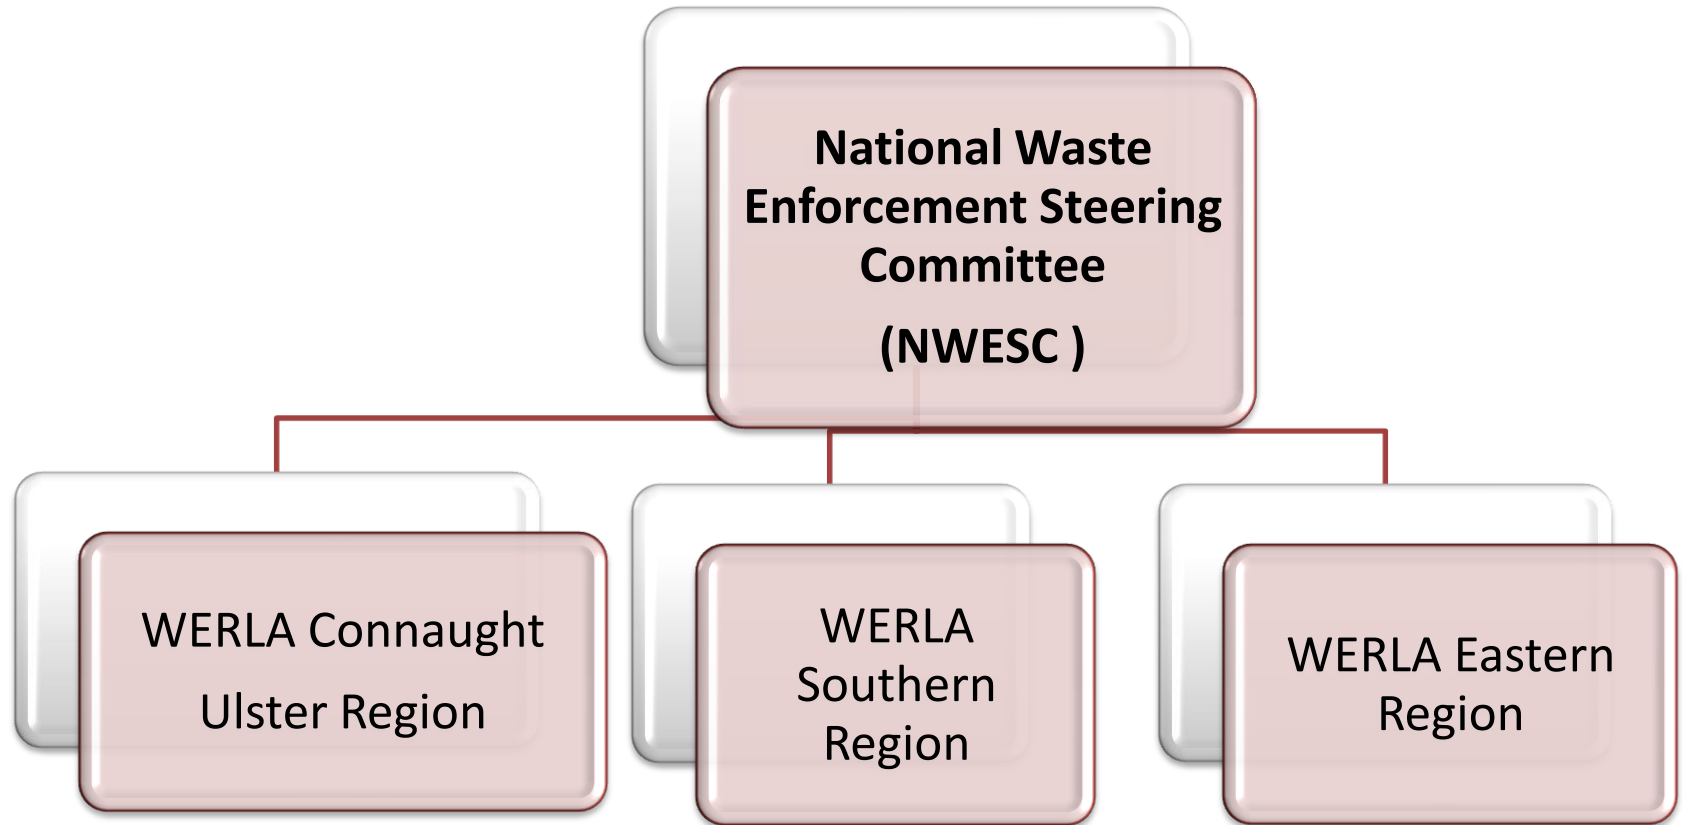 National Waste
Enforcement Steering
Committee
(NWESC )
WERLA Connaught
Ulster Region
WERLA
Southern
Region
WERLA Eastern
Region